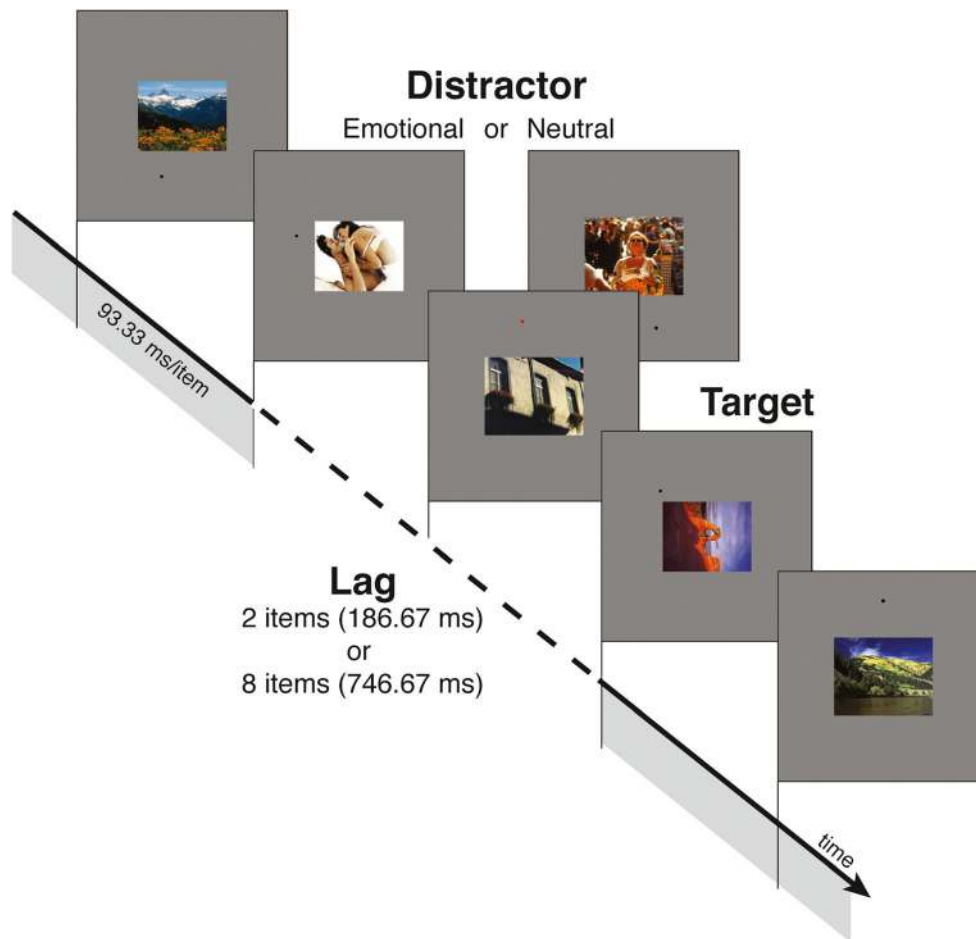 Distractor
Emotional or Neutral
93.33 ms/item
Target
Lag
2 items (186.67 ms)
or
8 items (746.67 ms)
time